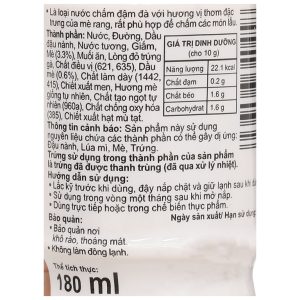 • Là loại nước chấm đậm đà với hương vị thơm đặc
trưng của mè rang, rất phù hợp để chấm các món lẩu.
Thành phần: Nước, Đường, Dầu
đậu nành, Nước tương, Giấm,
Mè (3.3%), Muối ăn, Lòng đỏ trứng
gà, Chất điều vị (621, 635), Dầu
mè (0.6%), Chất làm dày (1442,
415), Chiết xuất men, Hương mè
giống tự nhiên, Chất tạo ngọt tự
nhiên (960a), Chất chống oxy hóa
(385), Chiết xuất hạt mù tạt.
GIÁ TRỊ DINH DƯỠNG
(cho 10 g)
Năng lượng 22.1 kcal
Chất đạm 0.2 g
Chất béo 1.6 g
Carbohydrat 1.6 g
Thông tin cảnh báo: Sản phẩm này sử dụng
nguyên liệu chứa các thành phần có thể gây dị ứng:
Đậu nành, Lúa mì, Mè, Trứng.
Trứng sử dụng trong thành phần của sản phẩm
là trứng đã được thanh trùng (đã qua xử lý nhiệt).
Hướng dẫn sử dụng:
• Lắc kỹ trước khi dùng, đậy nắp chặt và giữ lạnh sau khi
• Sử dụng trong vòng một tháng sau khi mở nắp.
• Dùng trực tiếp hoặc trong chế biến thực phẩm.
Bảo quản:
• Bảo quản nơi
khô ráo, thoáng mát.
• Không làm đông lạnh.
Ngày sản xuất/ Hạn sử
Thể tích thực:
180 ml